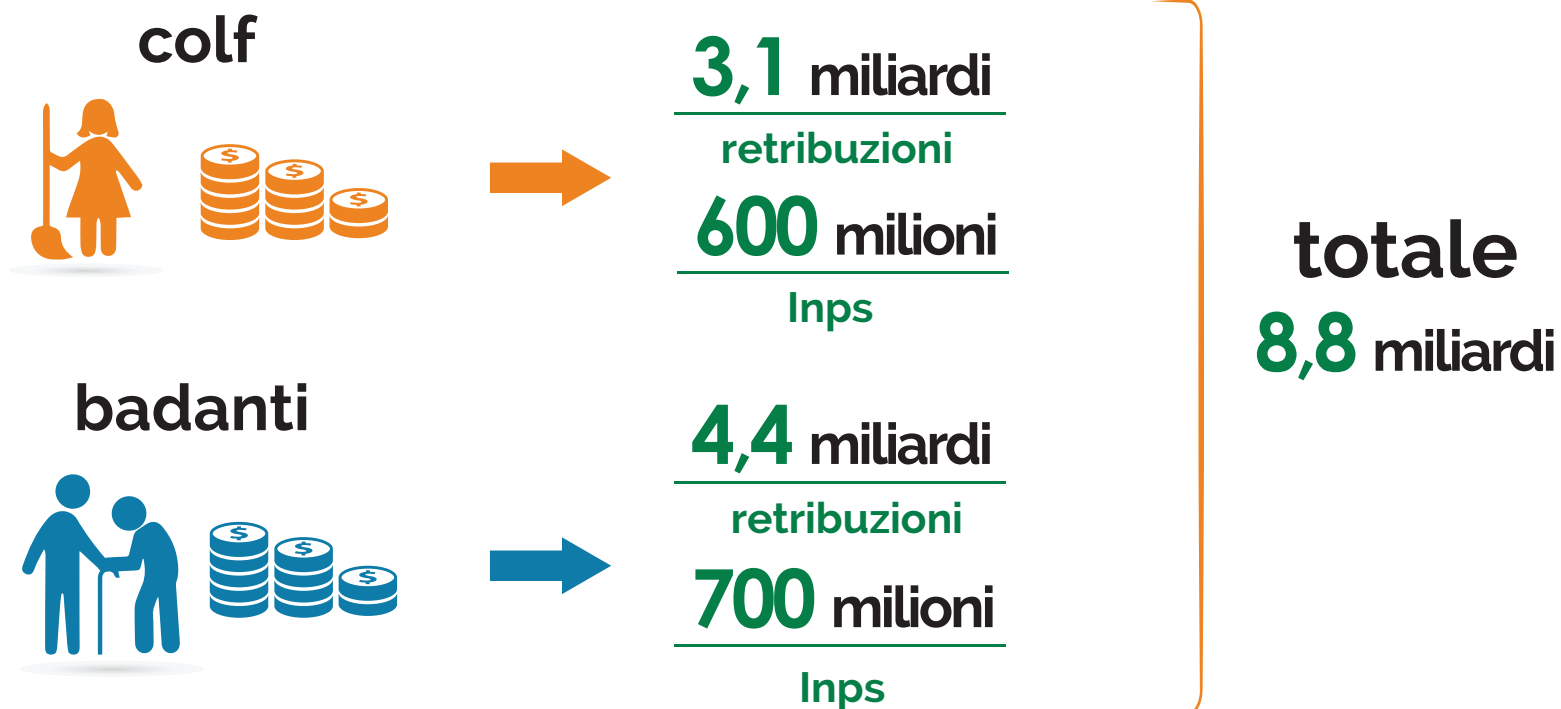 colf
3,1 miliardi
retribuzioni
600 milioni
Inps
badanti
4,4 miliardi
retribuzioni
700 milioni
Inps
totale
8,8 miliardi